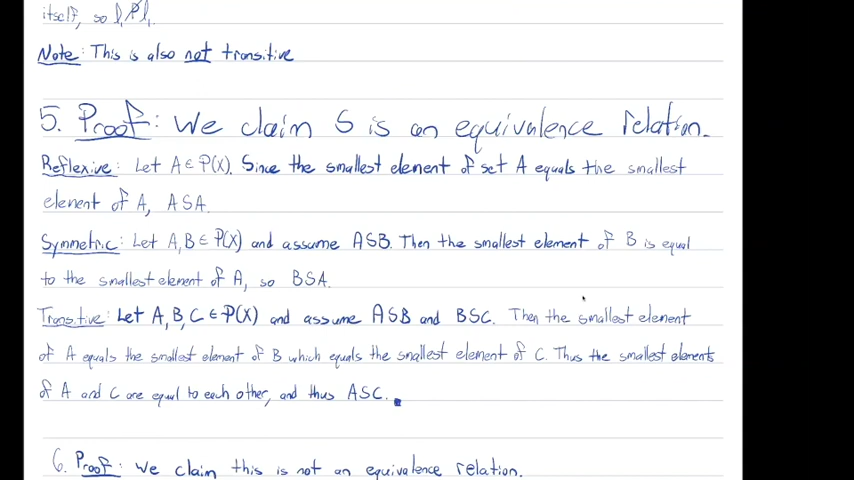 itself, so l₁ R̸ l₁.
Note: This is also not transitive
5. Proof: We claim S is an equivalence relation.
Reflexive: Let A ∈ P(X). Since the smallest element of set A equals the smallest
element of A, ASA.
Symmetric: Let A, B ∈ P(X) and assume ASB. Then the smallest element of B is equal
to the smallest element of A, so BSA.
Transitive: Let A, B, C ∈ P(X) and assume ASB and BSC. Then the smallest element
of A equals the smallest element of B which equals the smallest element of C. Thus the smallest elements
of A and C are equal to each other, and thus ASC.
6. Proof: We claim this is not an equivalence relation.